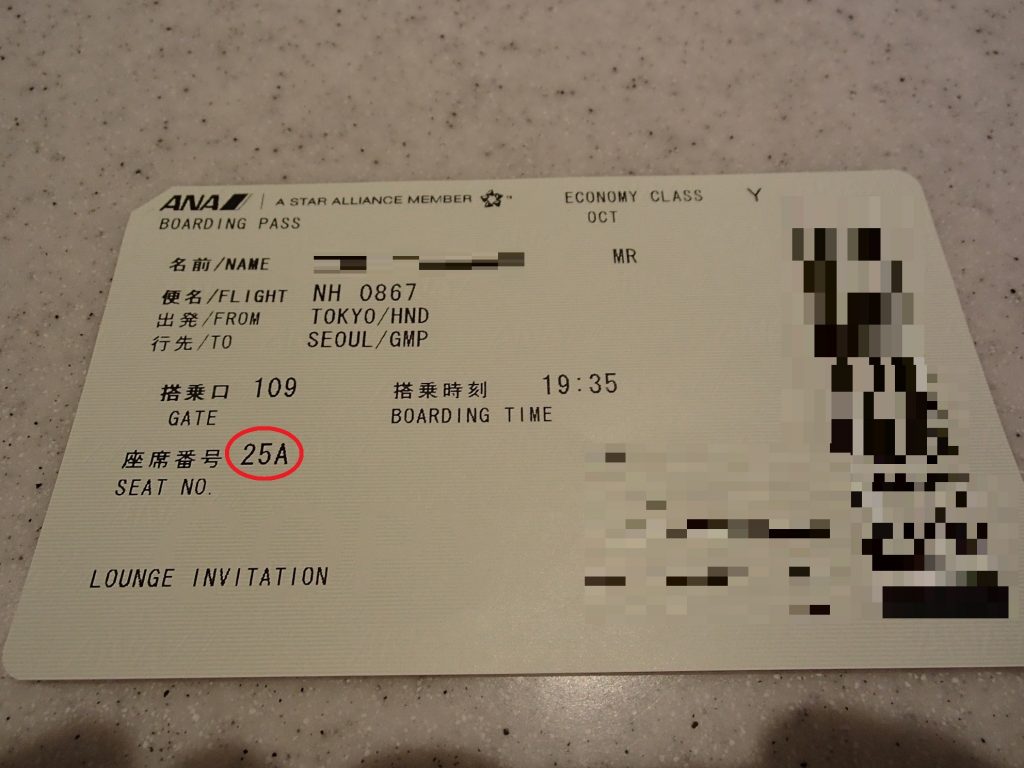 ANA A STAR ALLIANCE MEMBER ECONOMY CLASS Y
BOARDING PASS OCT
名前/NAME MR
便名/FLIGHT NH 0867
出発/FROM TOKYO/HND
行先/TO SEOUL/GMP
搭乗口 109 搭乗時刻 19:35
GATE BOARDING TIME
座席番号 25A
SEAT NO.
LOUNGE INVITATION